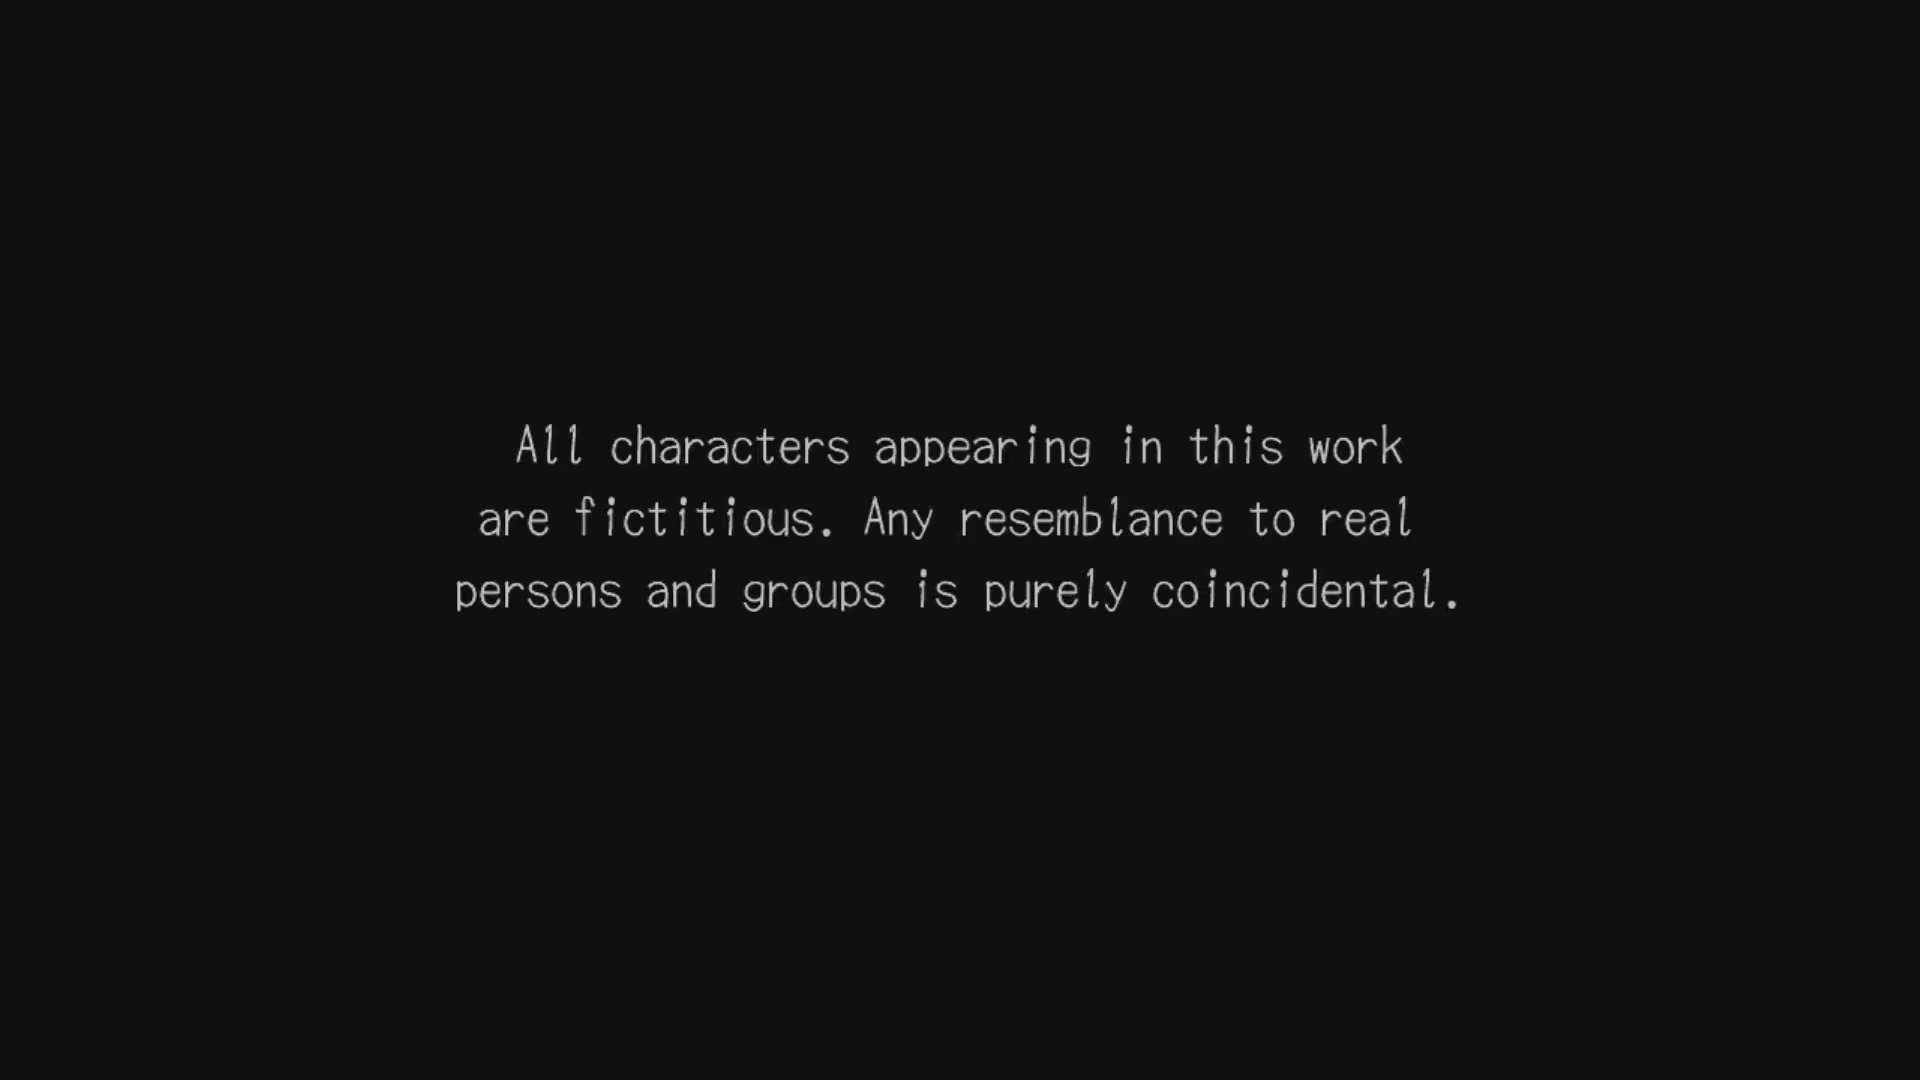 All characters appearing in this work
are fictitious. Any resemblance to real
persons and groups is purely coincidental.